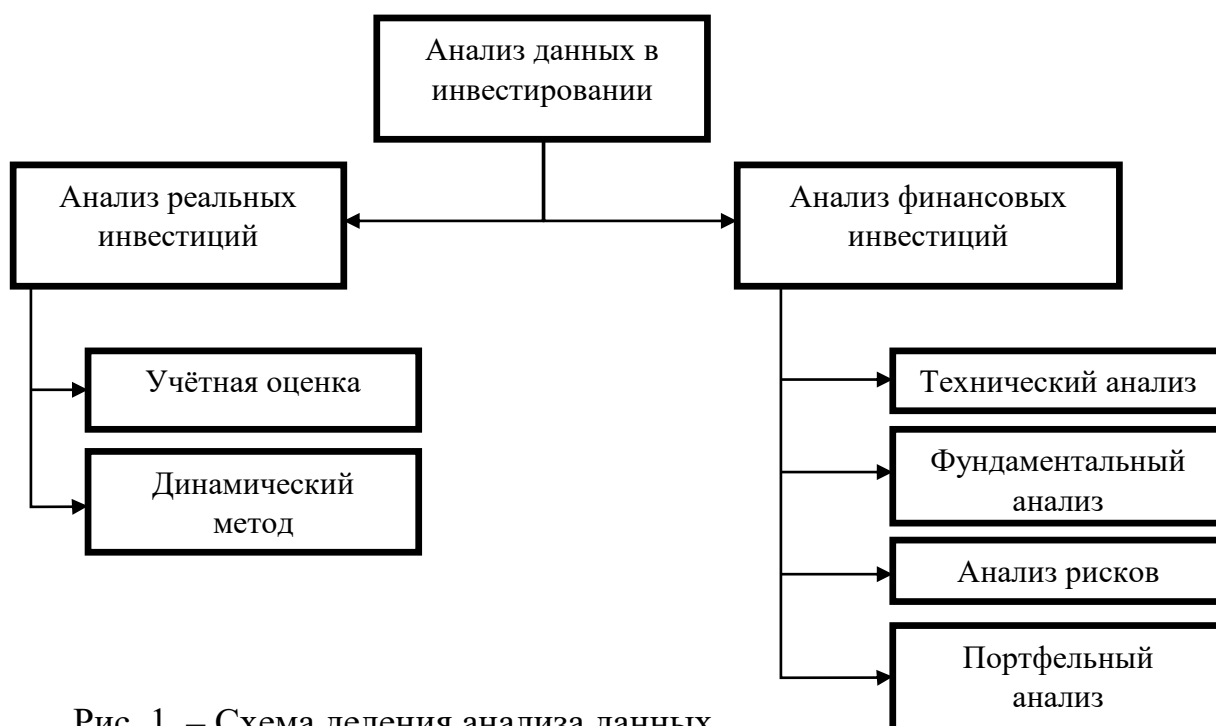 Анализ данных в
инвестировании
Анализ реальных
инвестиций
Анализ финансовых
инвестиций
Учётная оценка
Динамический
метод
Технический анализ
Фундаментальный
анализ
Анализ рисков
Портфельный
анализ
Рис. 1. – Схема деления анализа данных